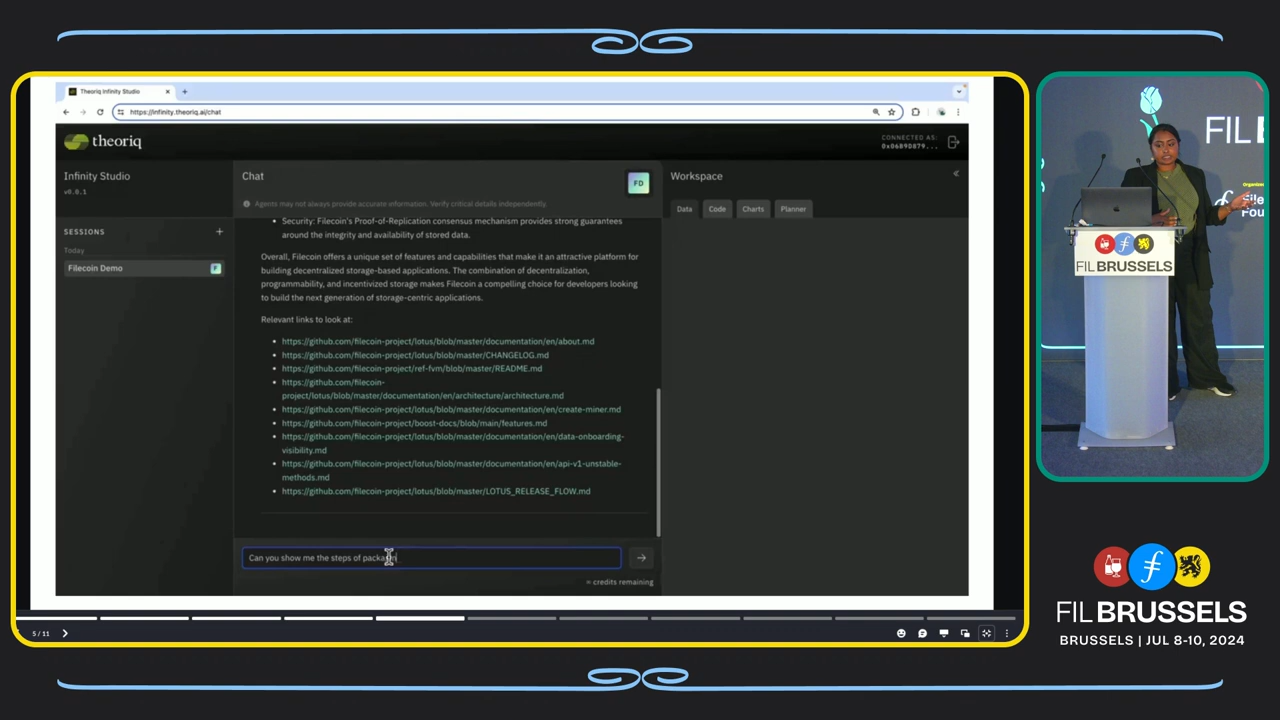 Theoriq Infinity Studio
https://infinity.theoriq.ai/chat
theoriq
CONNECTED AS:
0x06B9D879...
Infinity Studio
v0.0.1
SESSIONS
Today
Filecoin Demo
F
Chat
FD
Agents may not always provide accurate information. Verify critical details independently.
Security: Filecoin's Proof-of-Replication consensus mechanism provides strong guarantees
around the integrity and availability of stored data.
Overall, Filecoin offers a unique set of features and capabilities that make it an attractive platform for
building decentralized storage-based applications. The combination of decentralization,
programmability, and incentivized storage makes Filecoin a compelling choice for developers looking
to build the next generation of storage-centric applications.
Relevant links to look at:
https://github.com/filecoin-project/lotus/blob/master/documentation/en/about.md
https://github.com/filecoin-project/lotus/blob/master/CHANGELOG.md
https://github.com/filecoin-project/ref-fvm/blob/master/README.md
https://github.com/filecoin-
project/lotus/blob/master/documentation/en/architecture/architecture.md
https://github.com/filecoin-project/lotus/blob/master/documentation/en/create-miner.md
https://github.com/filecoin-project/boost-docs/blob/main/features.md
https://github.com/filecoin-project/lotus/blob/master/documentation/en/data-onboarding-
visibility.md
https://github.com/filecoin-project/lotus/blob/master/documentation/en/api-v1-unstable-
methods.md
https://github.com/filecoin-project/lotus/blob/master/LOTUS_RELEASE_FLOW.md
Can you show me the steps of
∞ credits remaining
Workspace
Data Code Charts Planner
5 / 11
FIL
FIL BRUSSELS
FIL BRUSSELS
BRUSSELS | JUL 8-10, 2024